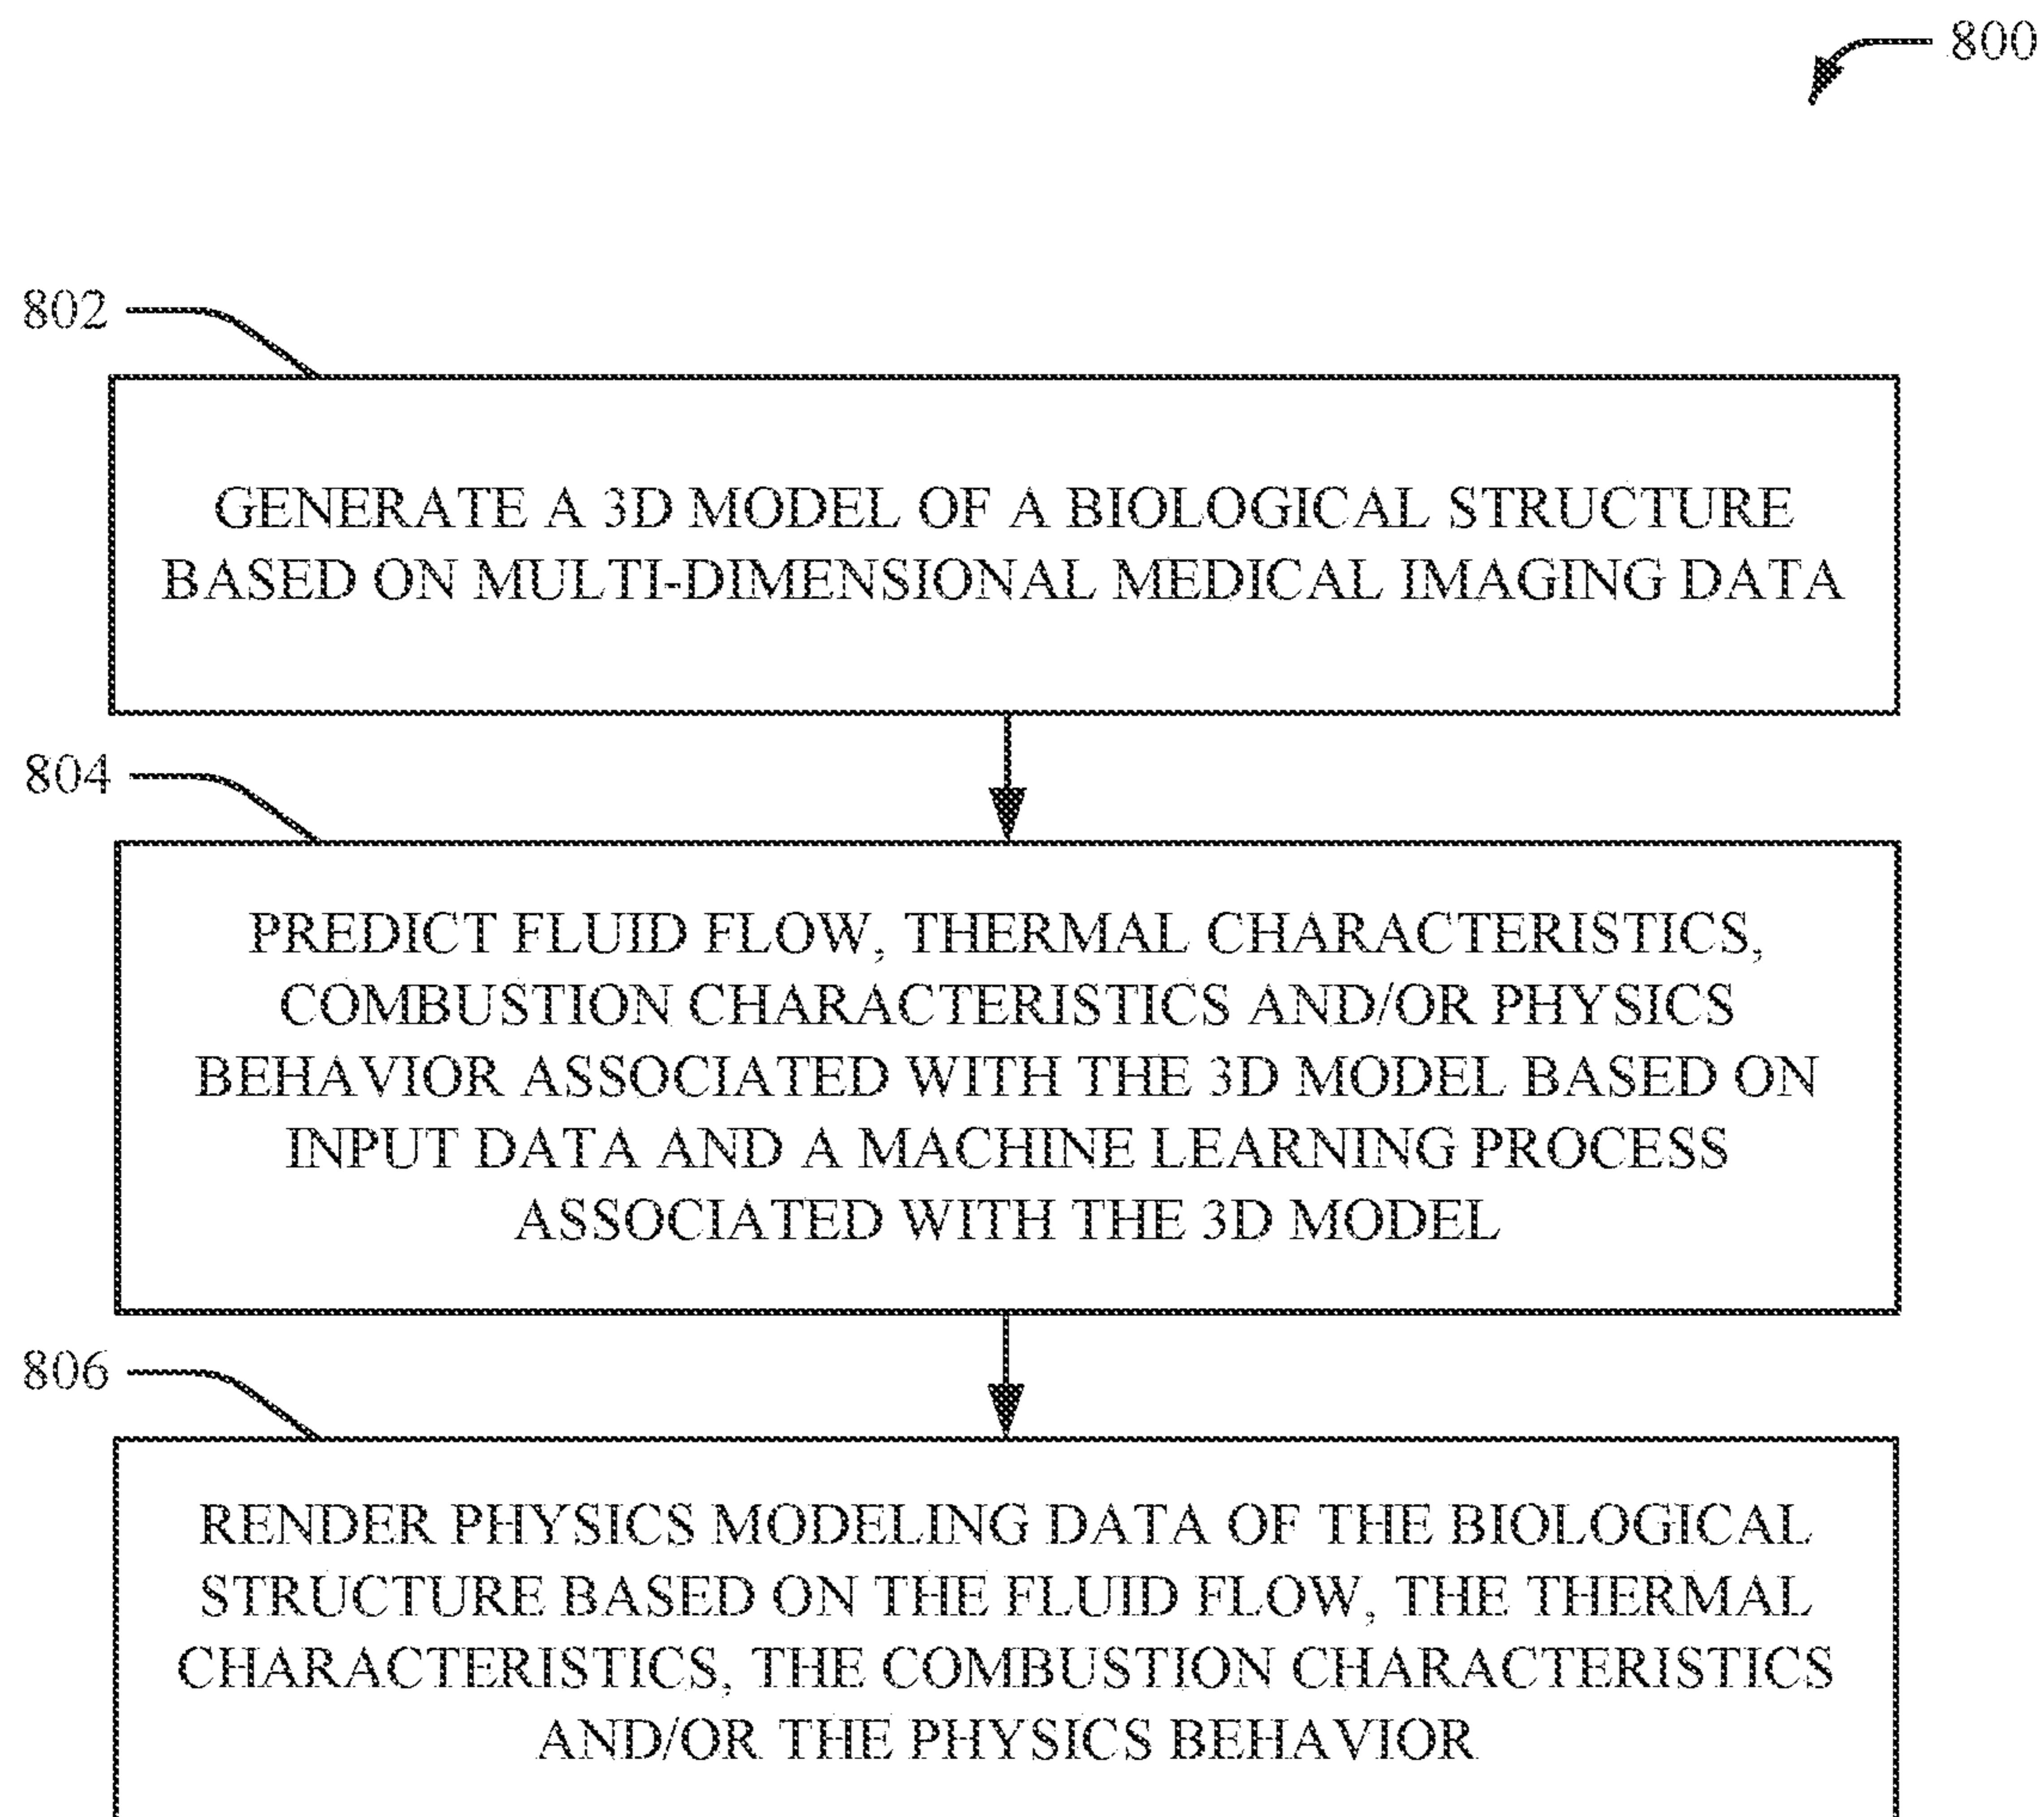 800
802
GENERATE A 3D MODEL OF A BIOLOGICAL STRUCTURE
BASED ON MULTI-DIMENSIONAL MEDICAL IMAGING DATA
804
PREDICT FLUID FLOW, THERMAL CHARACTERISTICS,
COMBUSTION CHARACTERISTICS AND/OR PHYSICS
BEHAVIOR ASSOCIATED WITH THE 3D MODEL BASED ON
INPUT DATA AND A MACHINE LEARNING PROCESS
ASSOCIATED WITH THE 3D MODEL
806
RENDER PHYSICS MODELING DATA OF THE BIOLOGICAL
STRUCTURE BASED ON THE FLUID FLOW, THE THERMAL
CHARACTERISTICS, THE COMBUSTION CHARACTERISTICS
AND/OR THE PHYSICS BEHAVIOR